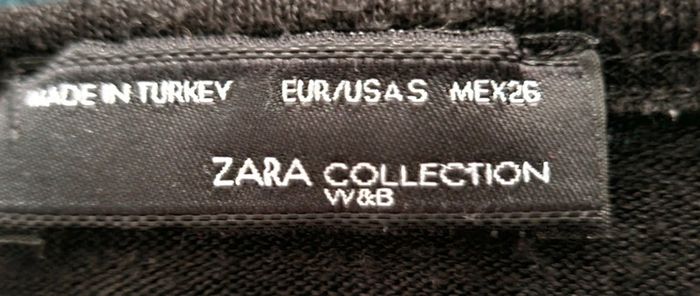 MADE IN TURKEY EUR/USA S MEX26
ZARA COLLECTION
W&B